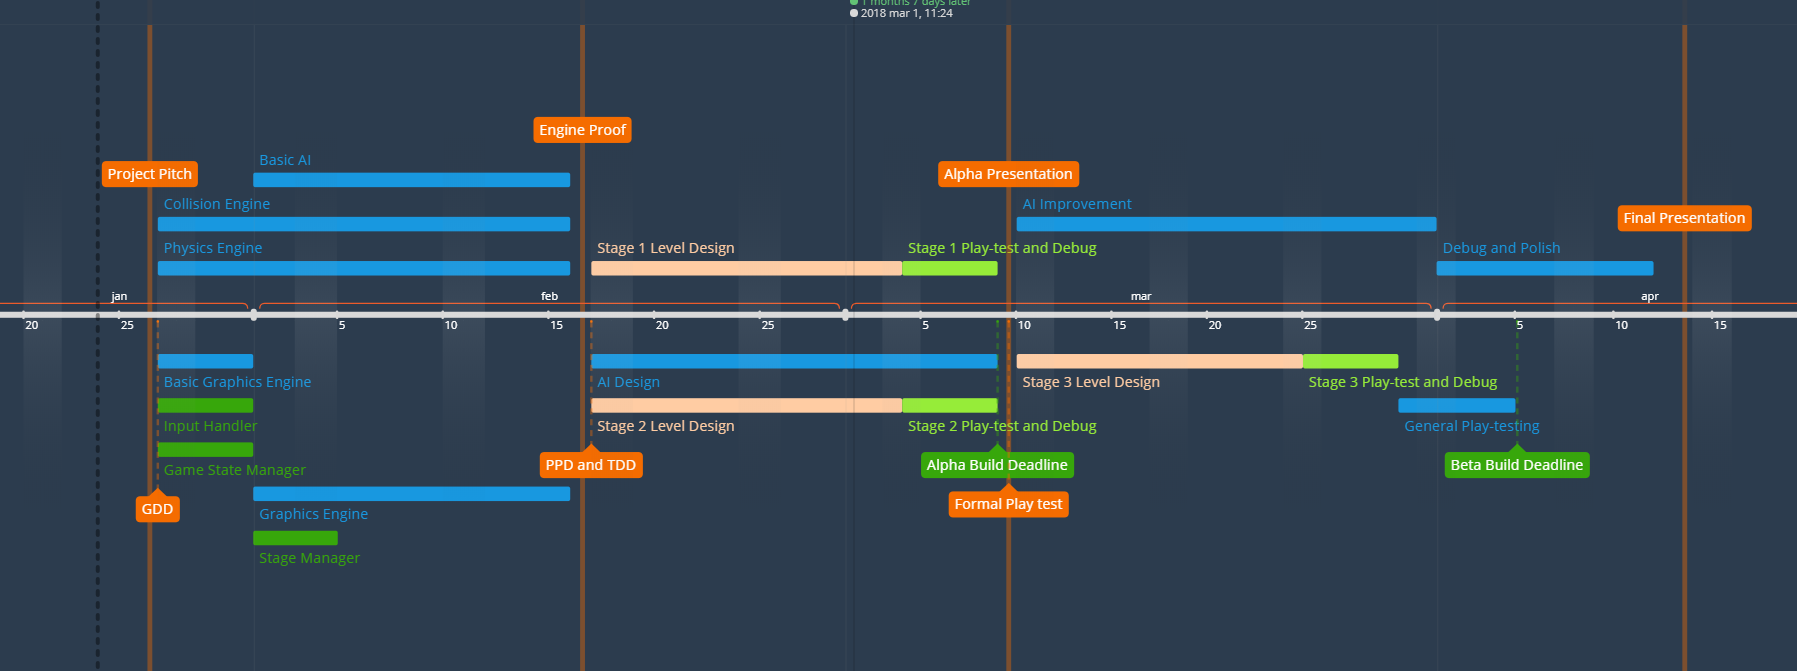 1 months 7 days later
2018 mar 1, 11:24
Engine Proof
Basic AI
Project Pitch
Alpha Presentation
Collision Engine
AI Improvement
Final Presentation
Physics Engine
Stage 1 Level Design
Stage 1 Play-test and Debug
Debug and Polish
jan
feb
mar
apr
20
25
5
10
15
20
25
5
10
15
20
25
5
10
15
Basic Graphics Engine
AI Design
Stage 3 Level Design
Stage 3 Play-test and Debug
Input Handler
Stage 2 Level Design
Stage 2 Play-test and Debug
General Play-testing
Game State Manager
PPD and TDD
Alpha Build Deadline
Beta Build Deadline
GDD
Formal Play test
Graphics Engine
Stage Manager